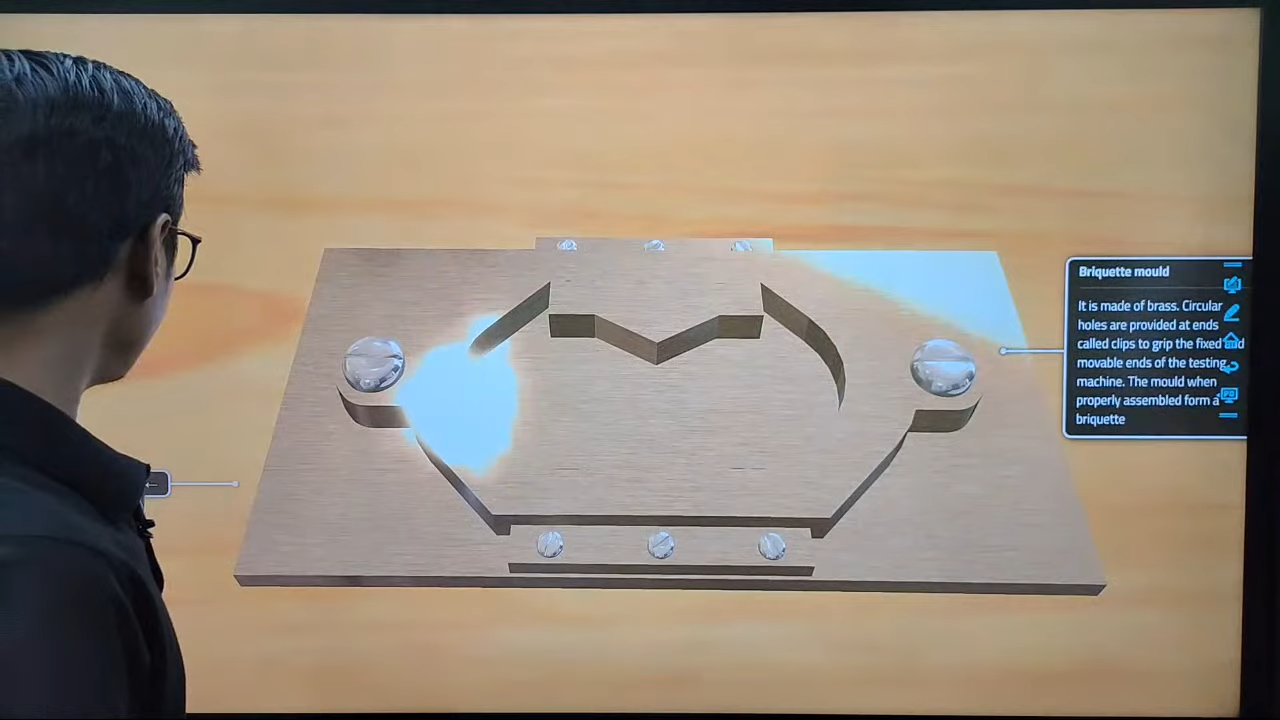 Briquette mould
It is made of brass. Circular
holes are provided at ends
called clips to grip the fixed
movable ends of the testing
machine. The mould when
properly assembled form a
briquette